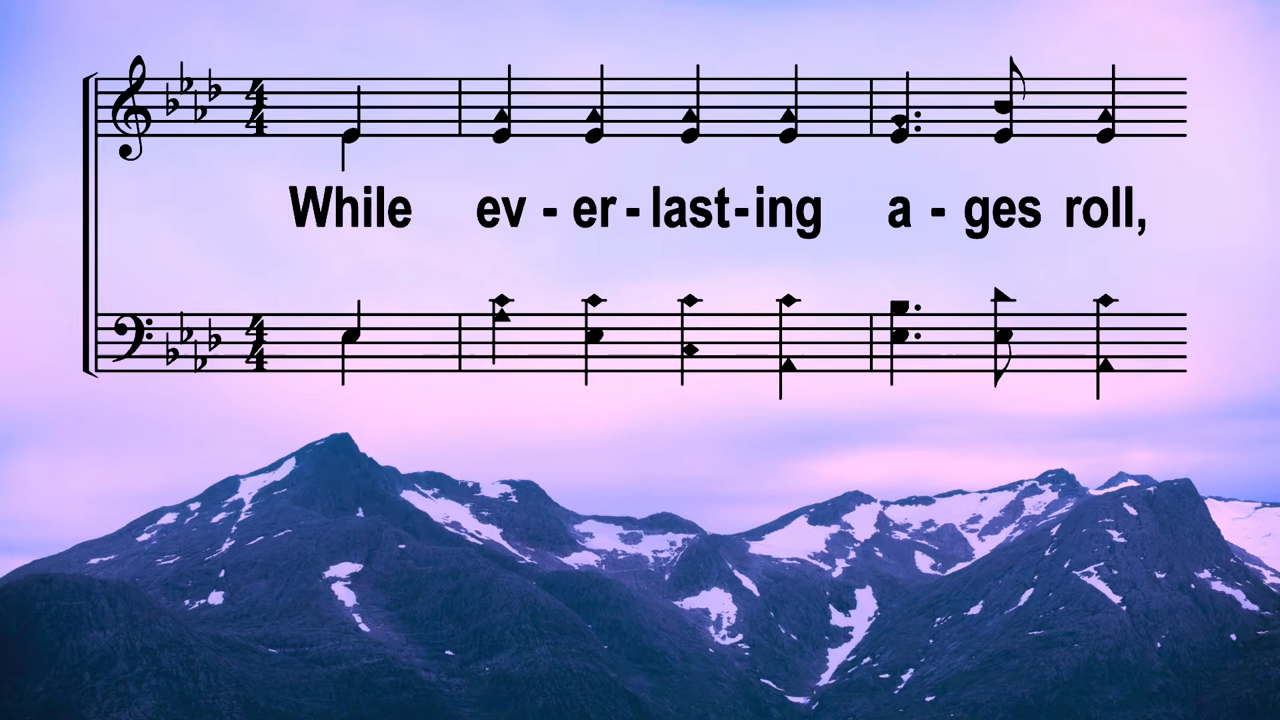 While ev - er - last - ing a - ges roll,